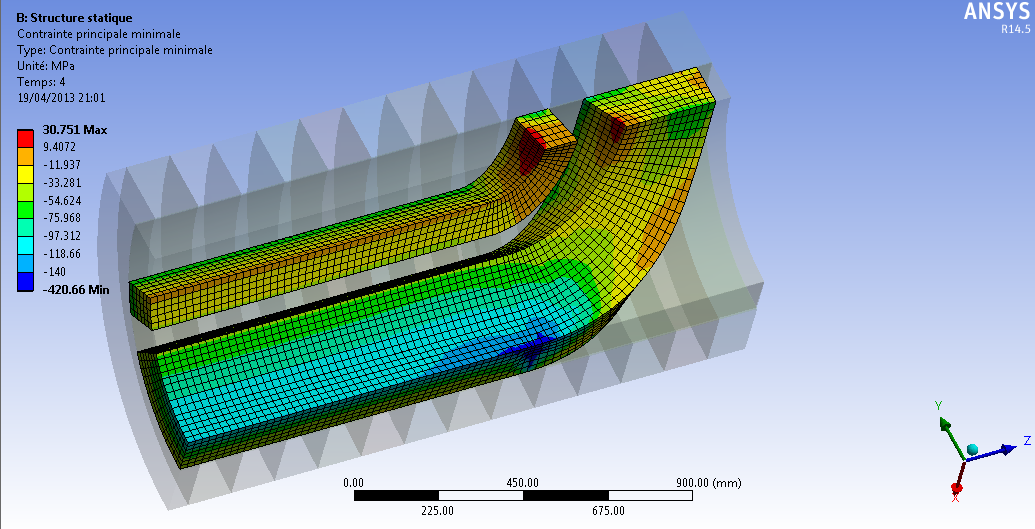 B: Structure statique
Contrainte principale minimale
Type: Contrainte principale minimale
Unité: MPa
Temps: 4
19/04/2013 21:01
ANSYS
R14.5
30.751 Max
9.4072
-11.937
-33.281
-54.624
-75.968
-97.312
-118.66
-140
-420.66 Min
0.00
450.00
900.00 (mm)
225.00
675.00
Y
Z
X